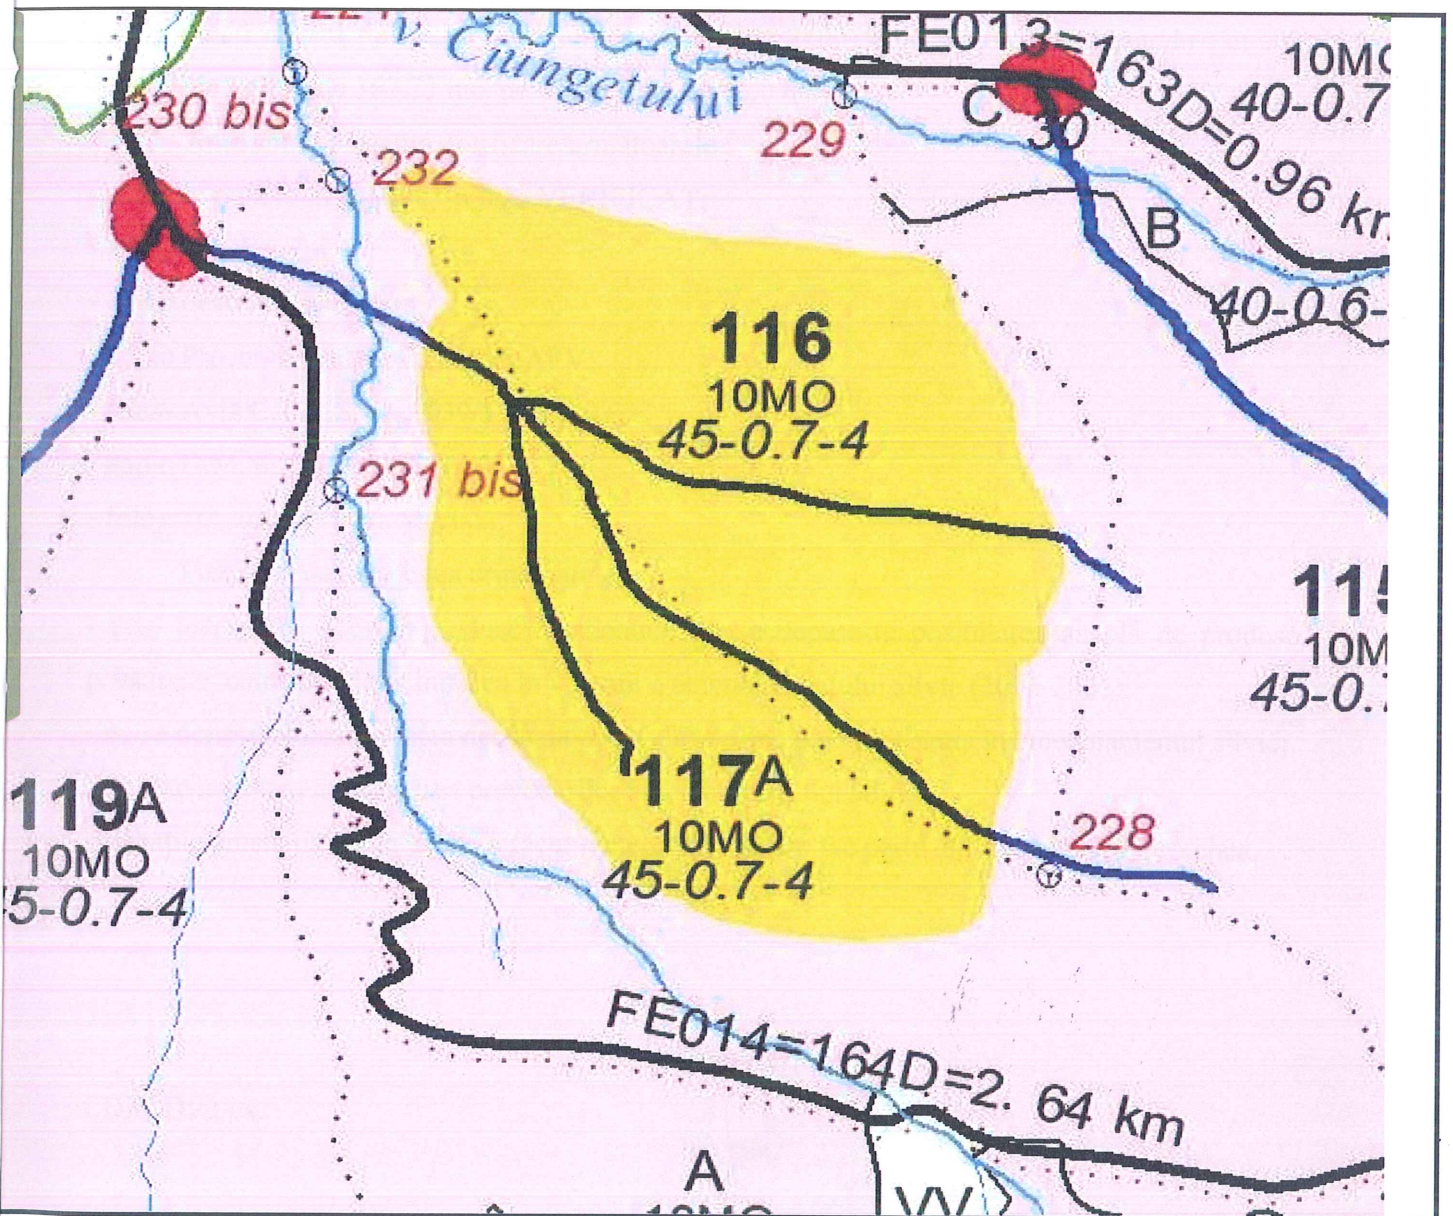 v. Ciungetului
FE013=163D=0.96 km
10MO
40-0.7
230 bis
232
229
C
30
B
40-0.6-
116
10MO
45-0.7-4
231 bis
115
10M
45-0.7
117A
10MO
45-0.7-4
228
119A
10MO
5-0.7-4
FE014=164D=2. 64 km
A
10MO
VV